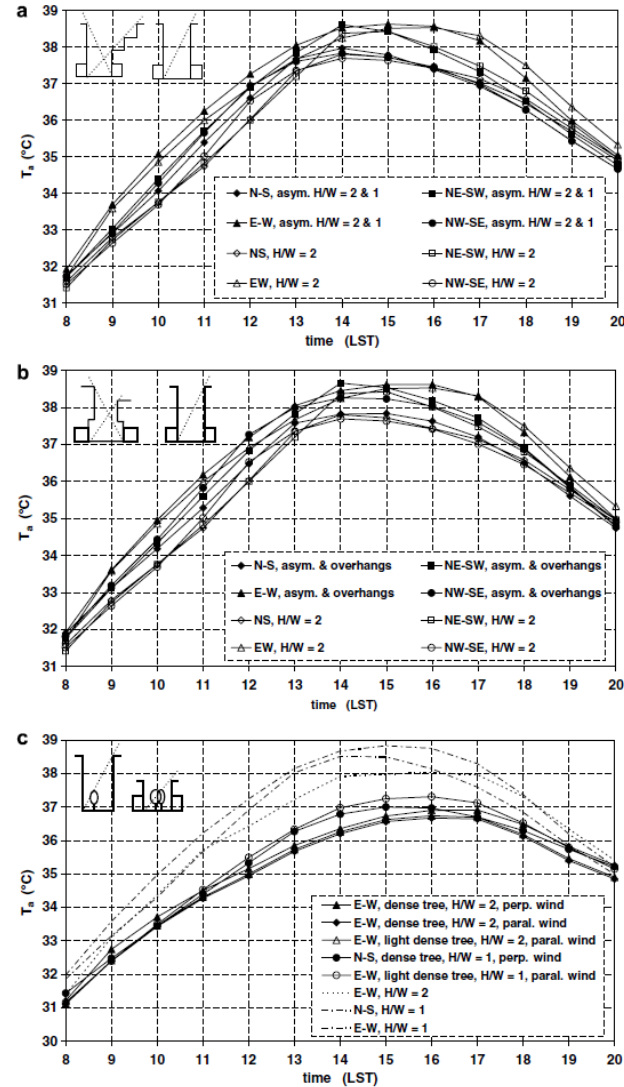 a
39
38
37
36
35
34
33
32
31
Ta (°C)
N-S, asym. H/W = 2 & 1
NE-SW, asym. H/W = 2 & 1
E-W, asym. H/W = 2 & 1
NW-SE, asym. H/W = 2 & 1
NS, H/W = 2
NE-SW, H/W = 2
EW, H/W = 2
NW-SE, H/W = 2
8 9 10 11 12 13 14 15 16 17 18 19 20
time (LST)
b
39
38
37
36
35
34
33
32
31
Ta (°C)
N-S, asym. & overhangs
NE-SW, asym. & overhangs
E-W, asym. & overhangs
NW-SE, asym. & overhangs
NS, H/W = 2
NE-SW, H/W = 2
EW, H/W = 2
NW-SE, H/W = 2
8 9 10 11 12 13 14 15 16 17 18 19 20
time (LST)
c
39
38
37
36
35
34
33
32
31
30
Ta (°C)
E-W, dense tree, H/W = 2, perp. wind
E-W, dense tree, H/W = 2, paral. wind
E-W, light dense tree, H/W = 2, paral. wind
N-S, dense tree, H/W = 1, perp. wind
E-W, light dense tree, H/W = 1, paral. wind
E-W, H/W = 2
N-S, H/W = 1
E-W, H/W = 1
8 9 10 11 12 13 14 15 16 17 18 19 20
time (LST)